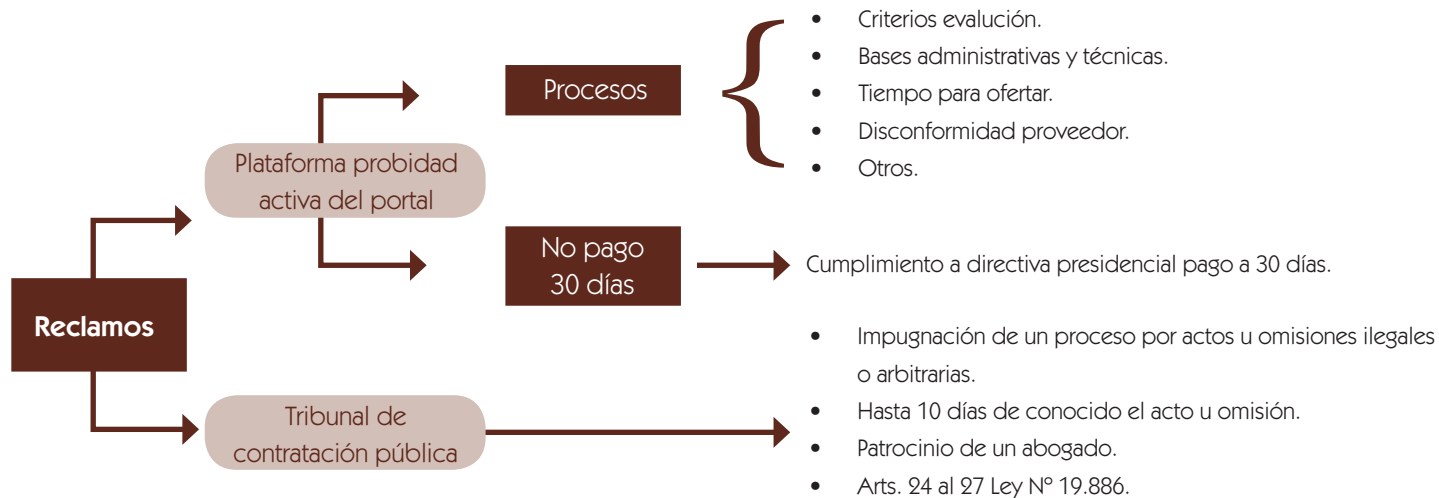 Reclamos
Plataforma probidad
activa del portal
Procesos
• Criterios evalución.
• Bases administrativas y técnicas.
• Tiempo para ofertar.
• Disconformidad proveedor.
• Otros.
No pago
30 días
Cumplimiento a directiva presidencial pago a 30 días.
Tribunal de
contratación pública
• Impugnación de un proceso por actos u omisiones ilegales
o arbitrarias.
• Hasta 10 días de conocido el acto u omisión.
• Patrocinio de un abogado.
• Arts. 24 al 27 Ley Nº 19.886.